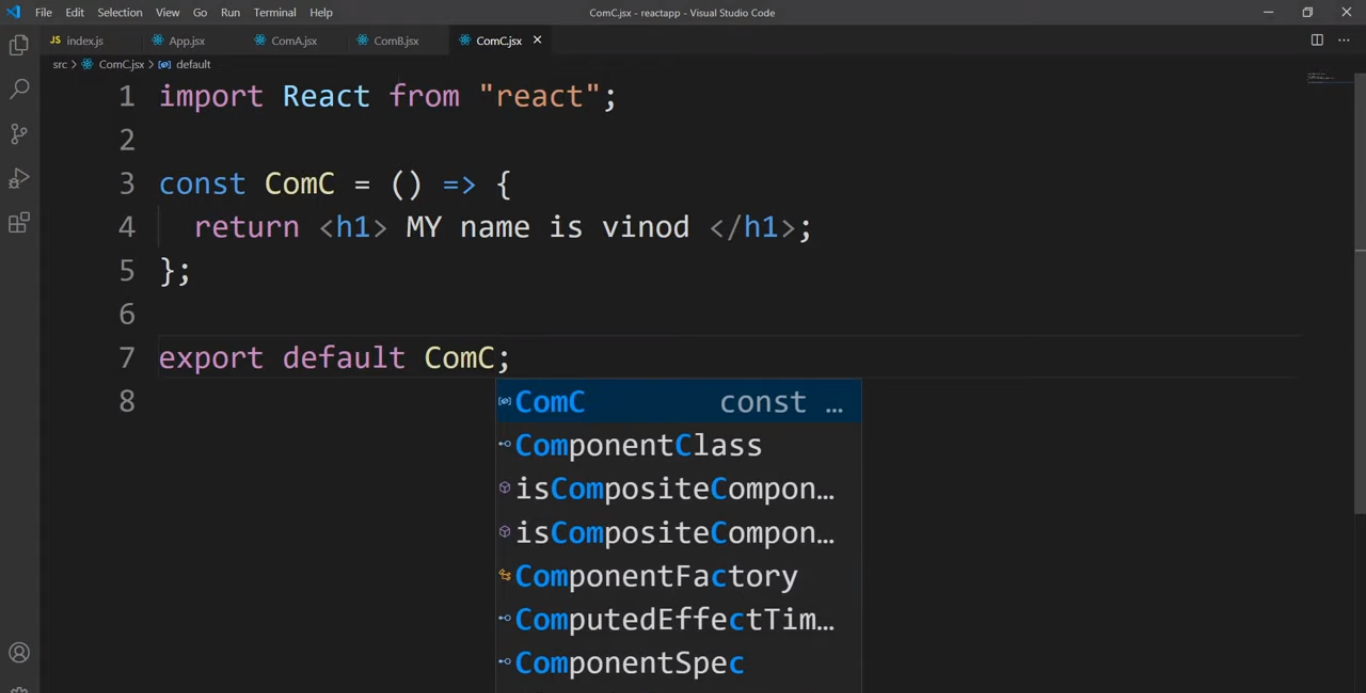 File Edit Selection View Go Run Terminal Help ComC.jsx - reactapp - Visual Studio Code
JS index.js App.jsx ComA.jsx ComB.jsx ComC.jsx
src > ComC.jsx > default
1 import React from "react";
2
3 const ComC = () => {
4 return <h1> MY name is vinod </h1>;
5 };
6
7 export default ComC;
8
ComC const …
ComponentClass
isCompositeCompon…
isCompositeCompon…
ComponentFactory
ComputedEffectTim…
ComponentSpec